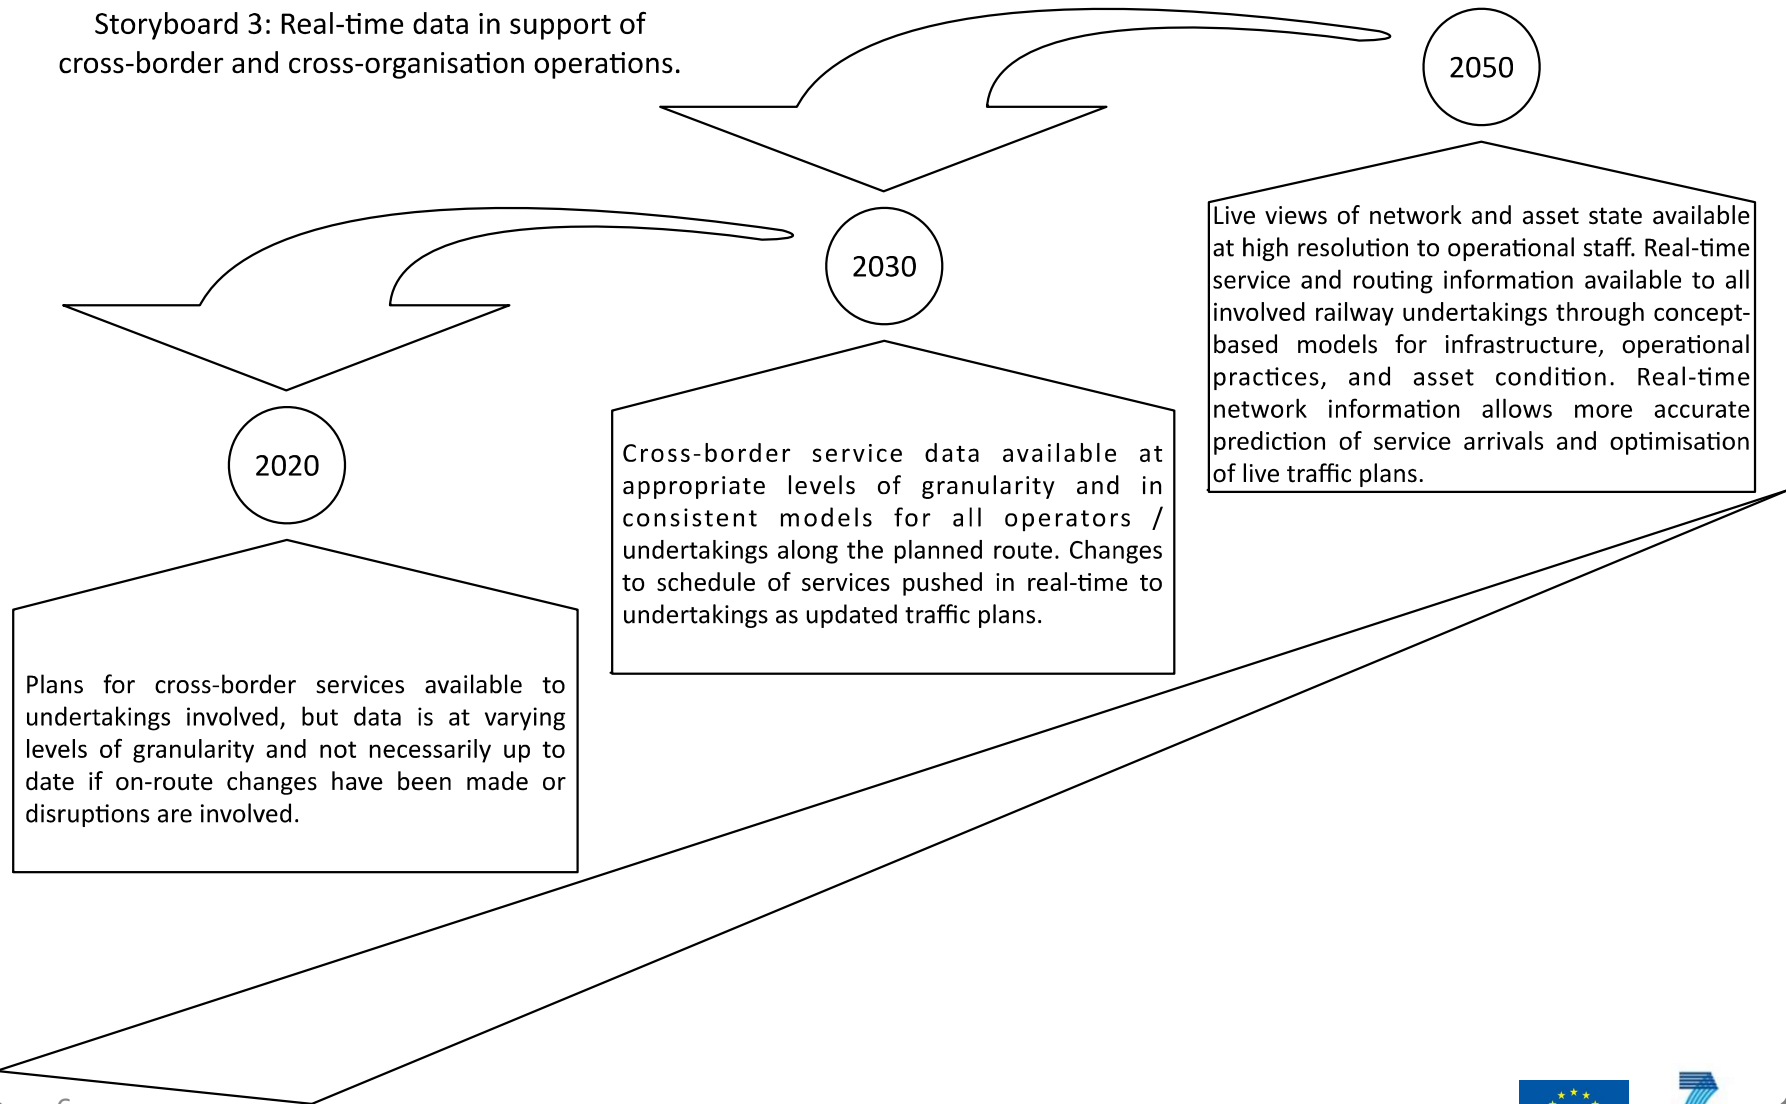 Storyboard 3: Real-time data in support of
cross-border and cross-organisation operations.
2050
Live views of network and asset state available
at high resolution to operational staff. Real-time
service and routing information available to all
involved railway undertakings through concept-
based models for infrastructure, operational
practices, and asset condition. Real-time
network information allows more accurate
prediction of service arrivals and optimisation
of live traffic plans.
2030
Cross-border service data available at
appropriate levels of granularity and in
consistent models for all operators /
undertakings along the planned route. Changes
to schedule of services pushed in real-time to
undertakings as updated traffic plans.
2020
Plans for cross-border services available to
undertakings involved, but data is at varying
levels of granularity and not necessarily up to
date if on-route changes have been made or
disruptions are involved.